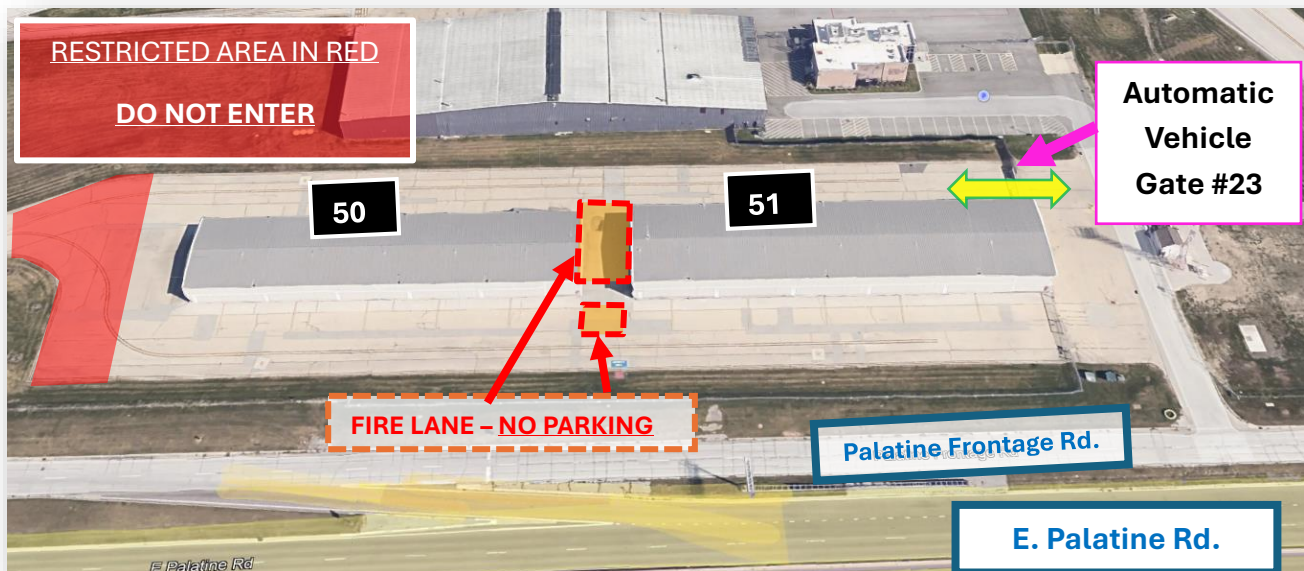 RESTRICTED AREA IN RED
DO NOT ENTER
Automatic
Vehicle
Gate #23
50
51
FIRE LANE – NO PARKING
Palatine Frontage Rd.
E. Palatine Rd.
E Palatine Rd